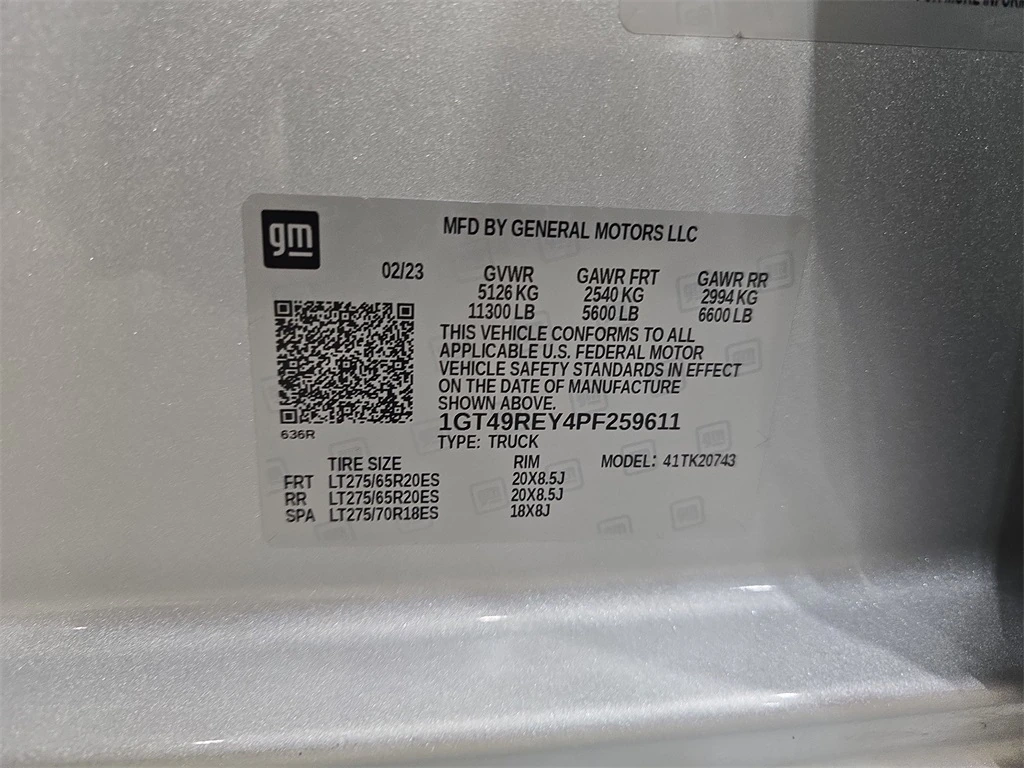 FOR MORE INFORM
gm
MFD BY GENERAL MOTORS LLC
02/23 GVWR GAWR FRT GAWR RR
5126 KG 2540 KG 2994 KG
11300 LB 5600 LB 6600 LB
THIS VEHICLE CONFORMS TO ALL
APPLICABLE U.S. FEDERAL MOTOR
VEHICLE SAFETY STANDARDS IN EFFECT
ON THE DATE OF MANUFACTURE
SHOWN ABOVE.
636R
1GT49REY4PF259611
TYPE: TRUCK
TIRE SIZE RIM MODEL: 41TK20743
FRT LT275/65R20ES 20X8.5J
RR LT275/65R20ES 20X8.5J
SPA LT275/70R18ES 18X8J